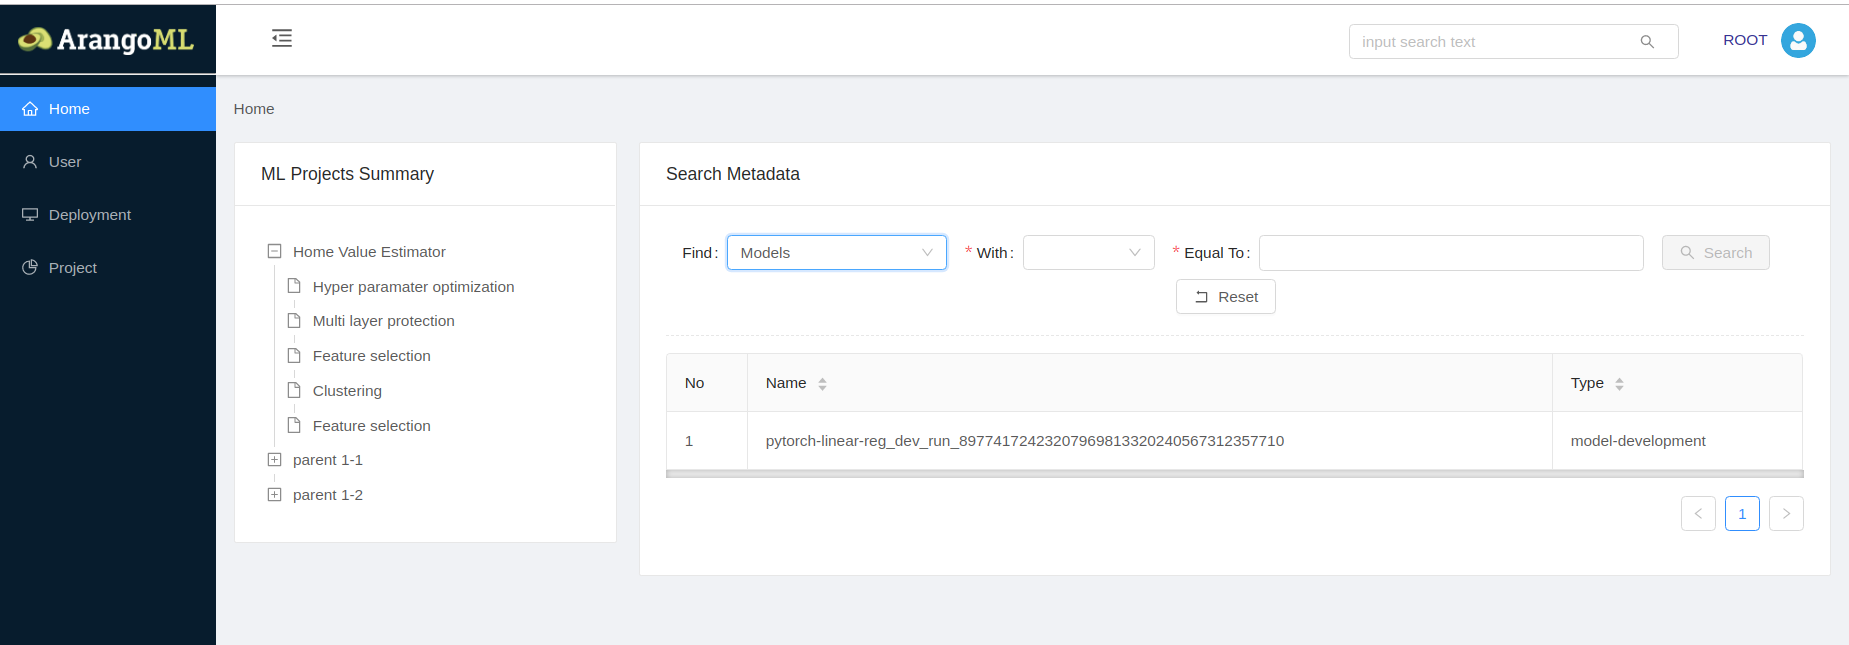 ArangoML
input search text
ROOT
Home
User
Deployment
Project
Home
ML Projects Summary
Home Value Estimator
Hyper paramater optimization
Multi layer protection
Feature selection
Clustering
Feature selection
parent 1-1
parent 1-2
Search Metadata
Find: Models * With: * Equal To: Search
Reset
No Name Type
1 pytorch-linear-reg_dev_run_89774172423207969813320240567312357710 model-development
1